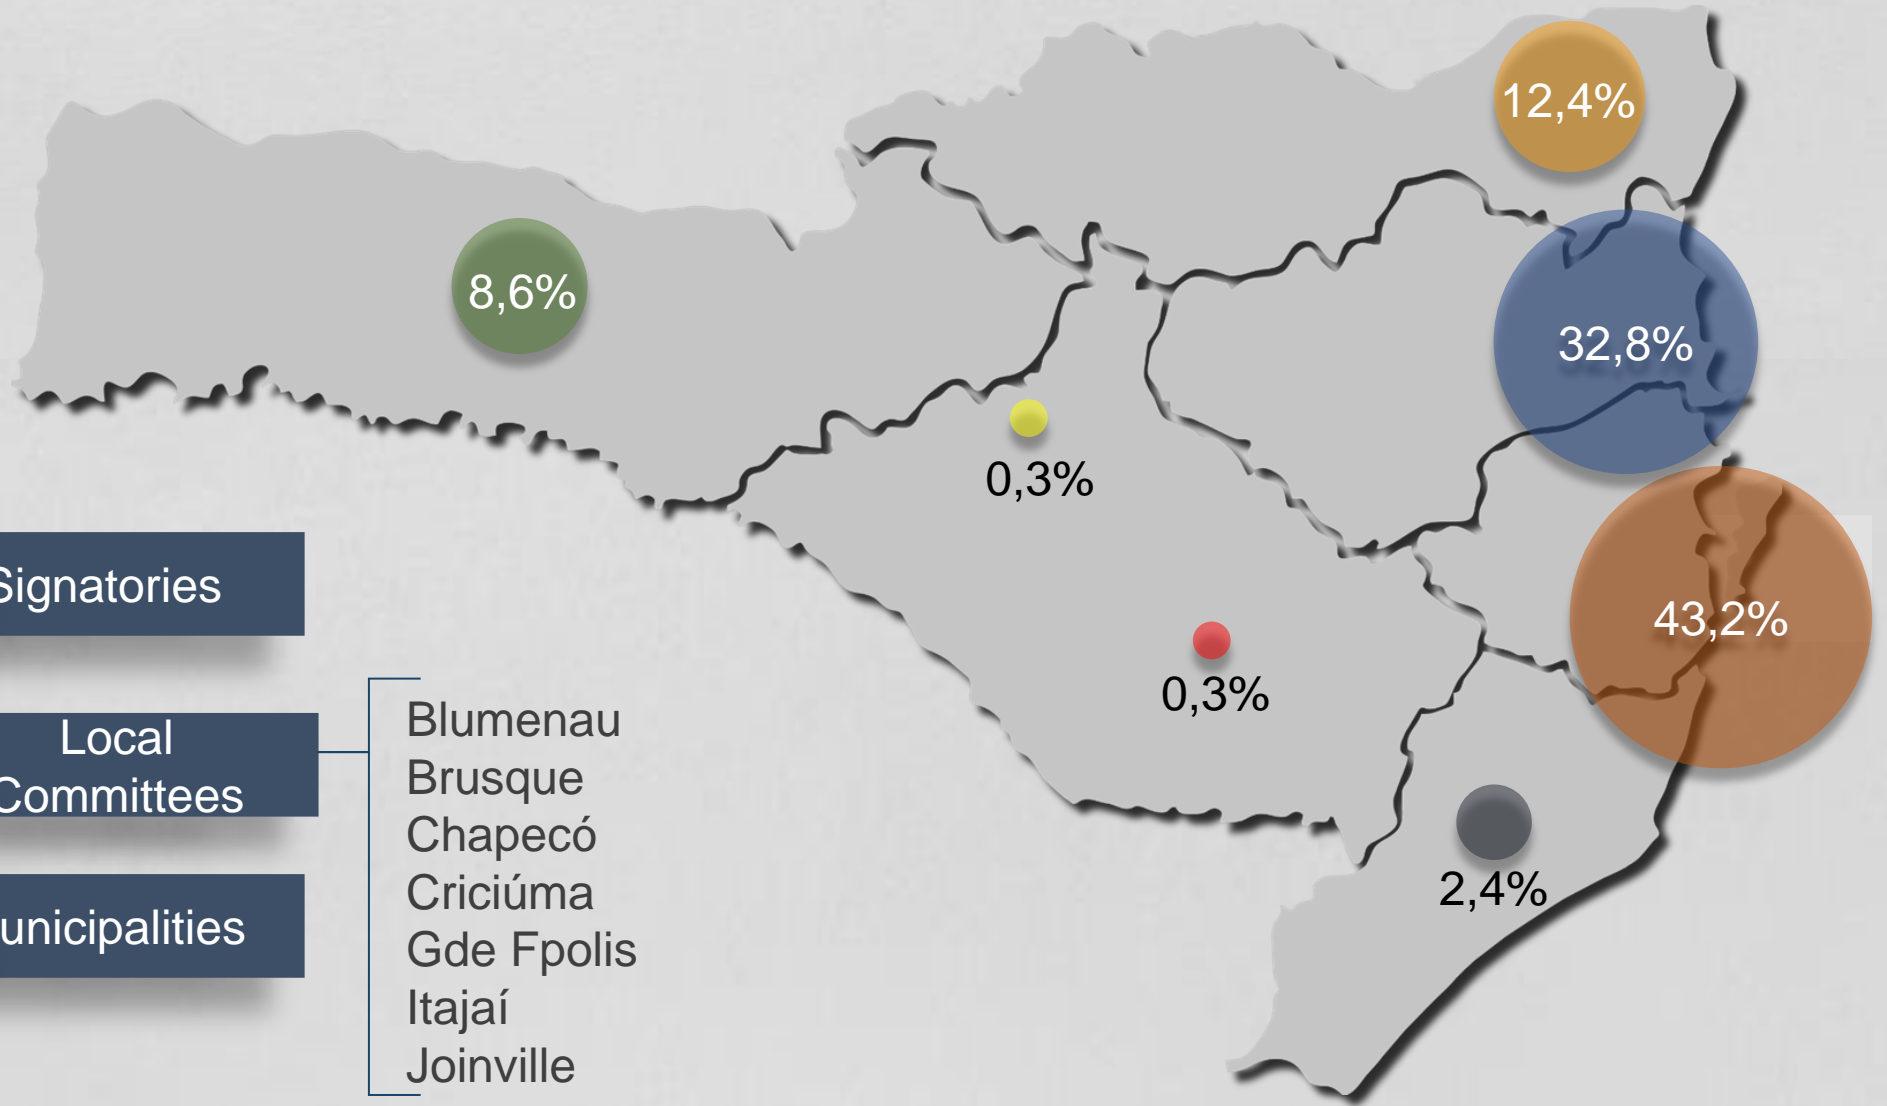 12,4%
8,6%
32,8%
0,3%
43,2%
0,3%
2,4%
Signatories
Local
Committees
unicipalities
Blumenau
Brusque
Chapecó
Criciúma
Gde Fpolis
Itajaí
Joinville